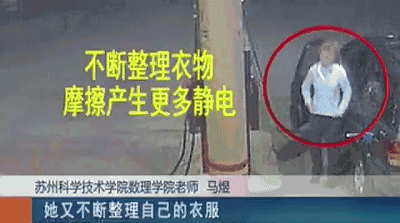 不断整理衣物
摩擦产生更多静电
苏州科学技术学院数理学院老师 马煜
她又不断整理自己的衣服